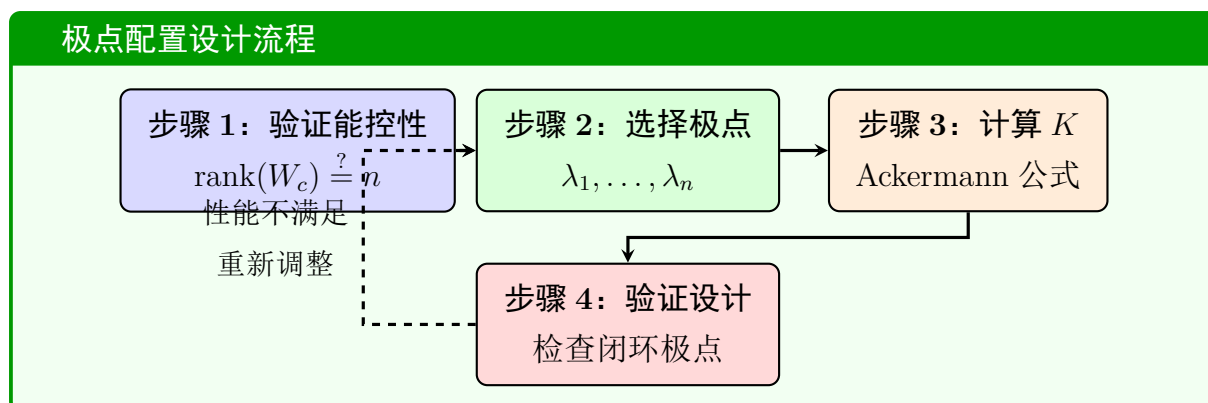 极点配置设计流程
步骤 1：验证能控性
rank(W_c) \stackrel{?}{=} n
步骤 2：选择极点
λ_1, …, λ_n
步骤 3：计算 K
Ackermann 公式
性能不满足
重新调整
步骤 4：验证设计
检查闭环极点